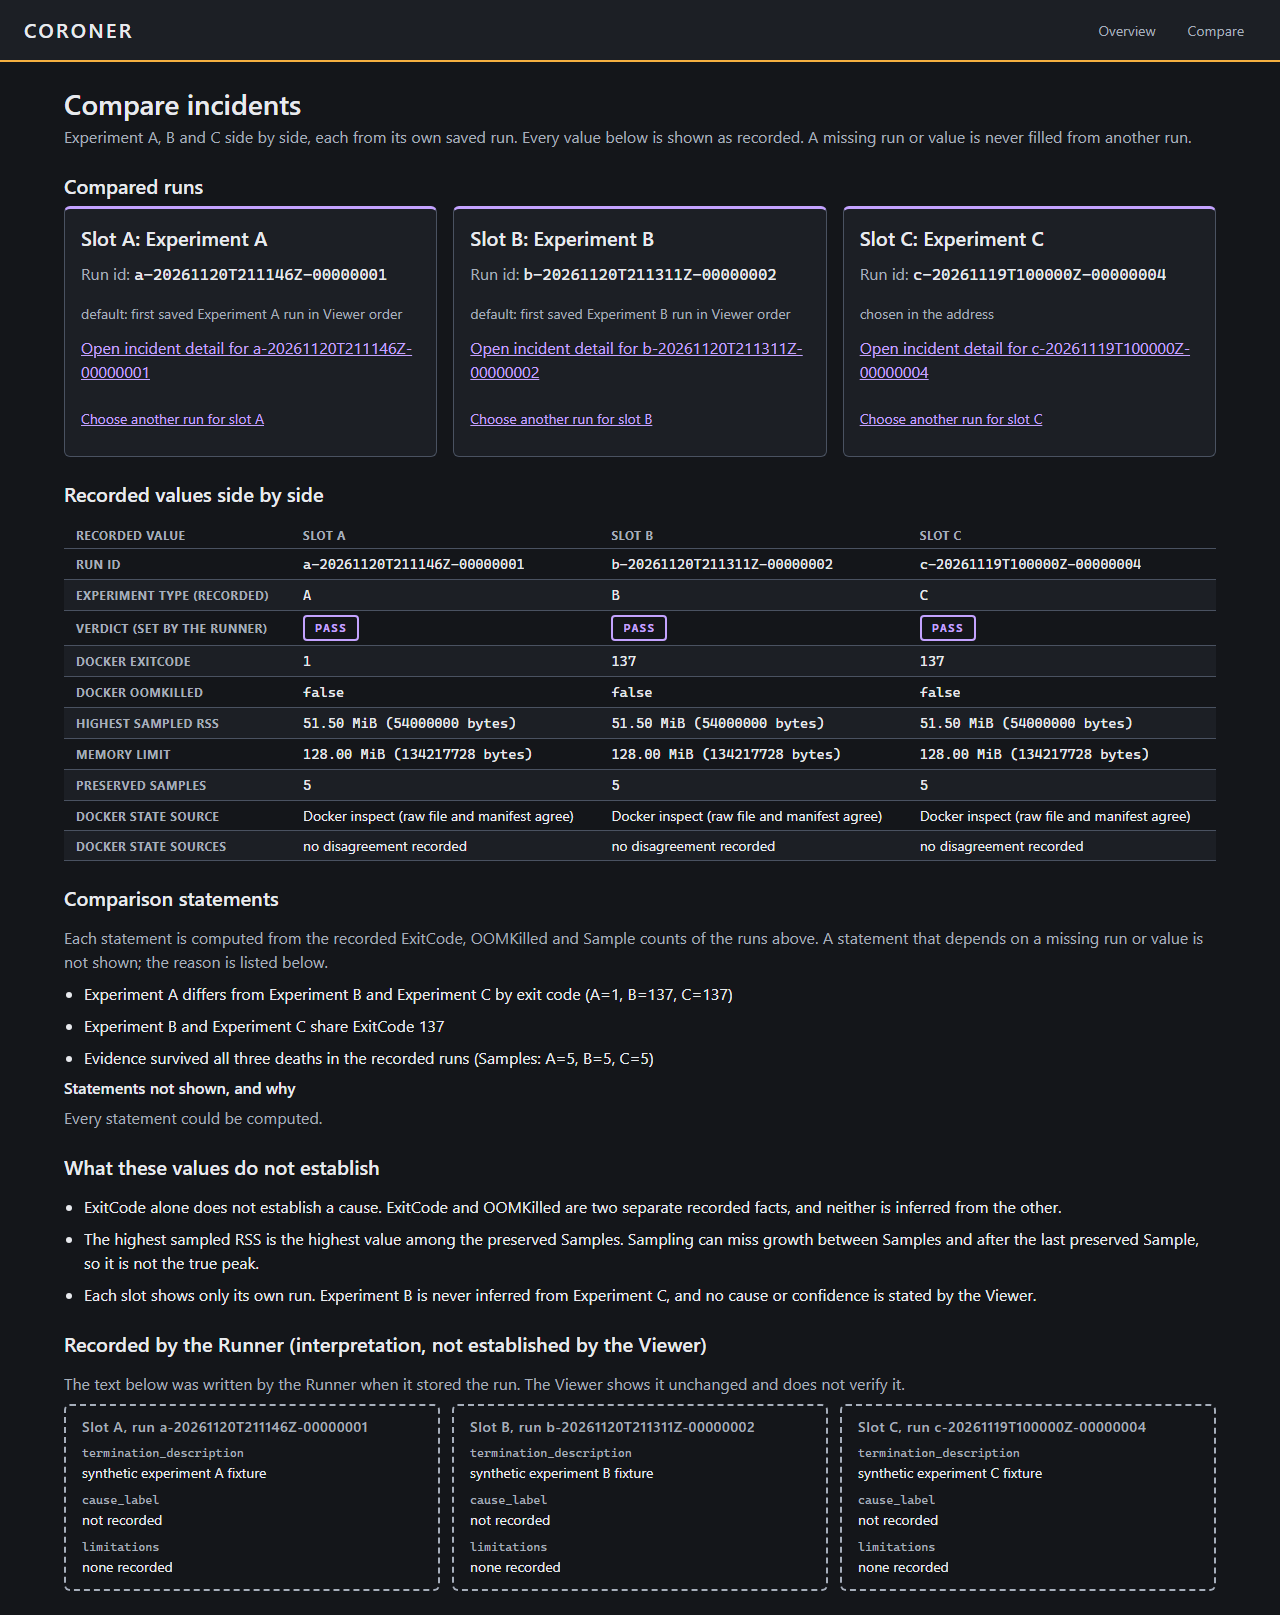 CORONER
Overview
Compare
Compare incidents
Experiment A, B and C side by side, each from its own saved run. Every value below is shown as recorded. A missing run or value is never filled from another run.
Compared runs
Slot A: Experiment A
Run id: a-20261120T211146Z-00000001
default: first saved Experiment A run in Viewer order
Open incident detail for a-20261120T211146Z-
00000001
Choose another run for slot A
Slot B: Experiment B
Run id: b-20261120T211311Z-00000002
default: first saved Experiment B run in Viewer order
Open incident detail for b-20261120T211311Z-
00000002
Choose another run for slot B
Slot C: Experiment C
Run id: c-20261119T100000Z-00000004
chosen in the address
Open incident detail for c-20261119T100000Z-
00000004
Choose another run for slot C
Recorded values side by side
RECORDED VALUE SLOT A SLOT B SLOT C
RUN ID a-20261120T211146Z-00000001 b-20261120T211311Z-00000002 c-20261119T100000Z-00000004
EXPERIMENT TYPE (RECORDED) A B C
VERDICT (SET BY THE RUNNER) PASS PASS PASS
DOCKER EXITCODE 1 137 137
DOCKER OOMKILLED false false false
HIGHEST SAMPLED RSS 51.50 MiB (54000000 bytes) 51.50 MiB (54000000 bytes) 51.50 MiB (54000000 bytes)
MEMORY LIMIT 128.00 MiB (134217728 bytes) 128.00 MiB (134217728 bytes) 128.00 MiB (134217728 bytes)
PRESERVED SAMPLES 5 5 5
DOCKER STATE SOURCE Docker inspect (raw file and manifest agree) Docker inspect (raw file and manifest agree) Docker inspect (raw file and manifest agree)
DOCKER STATE SOURCES no disagreement recorded no disagreement recorded no disagreement recorded
Comparison statements
Each statement is computed from the recorded ExitCode, OOMKilled and Sample counts of the runs above. A statement that depends on a missing run or value is
not shown; the reason is listed below.
• Experiment A differs from Experiment B and Experiment C by exit code (A=1, B=137, C=137)
• Experiment B and Experiment C share ExitCode 137
• Evidence survived all three deaths in the recorded runs (Samples: A=5, B=5, C=5)
Statements not shown, and why
Every statement could be computed.
What these values do not establish
• ExitCode alone does not establish a cause. ExitCode and OOMKilled are two separate recorded facts, and neither is inferred from the other.
• The highest sampled RSS is the highest value among the preserved Samples. Sampling can miss growth between Samples and after the last preserved Sample,
so it is not the true peak.
• Each slot shows only its own run. Experiment B is never inferred from Experiment C, and no cause or confidence is stated by the Viewer.
Recorded by the Runner (interpretation, not established by the Viewer)
The text below was written by the Runner when it stored the run. The Viewer shows it unchanged and does not verify it.
Slot A, run a-20261120T211146Z-00000001
termination_description
synthetic experiment A fixture
cause_label
not recorded
limitations
none recorded
Slot B, run b-20261120T211311Z-00000002
termination_description
synthetic experiment B fixture
cause_label
not recorded
limitations
none recorded
Slot C, run c-20261119T100000Z-00000004
termination_description
synthetic experiment C fixture
cause_label
not recorded
limitations
none recorded